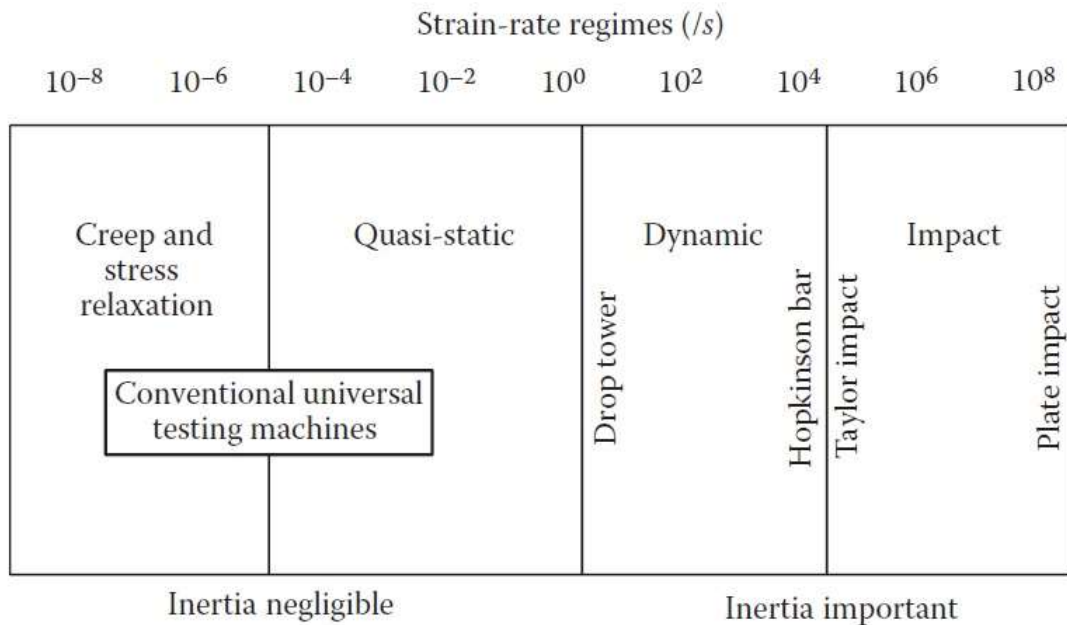 Strain-rate regimes (/s)
10⁻⁸ 10⁻⁶ 10⁻⁴ 10⁻² 10⁰ 10² 10⁴ 10⁶ 10⁸
Creep and
stress
relaxation
Quasi-static
Dynamic
Impact
Conventional universal
testing machines
Drop tower
Hopkinson bar
Taylor impact
Plate impact
Inertia negligible
Inertia important